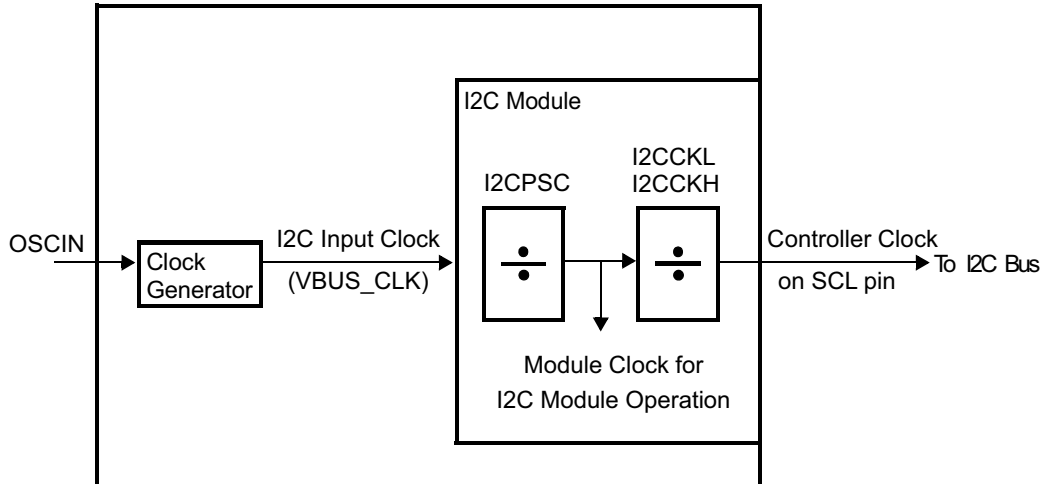 I2C Module
I2CPSC
I2CCKL
I2CCKH
OSCIN
Clock
Generator
I2C Input Clock
(VBUS_CLK)
Controller Clock
on SCL pin
To I2C Bus
Module Clock for
I2C Module Operation